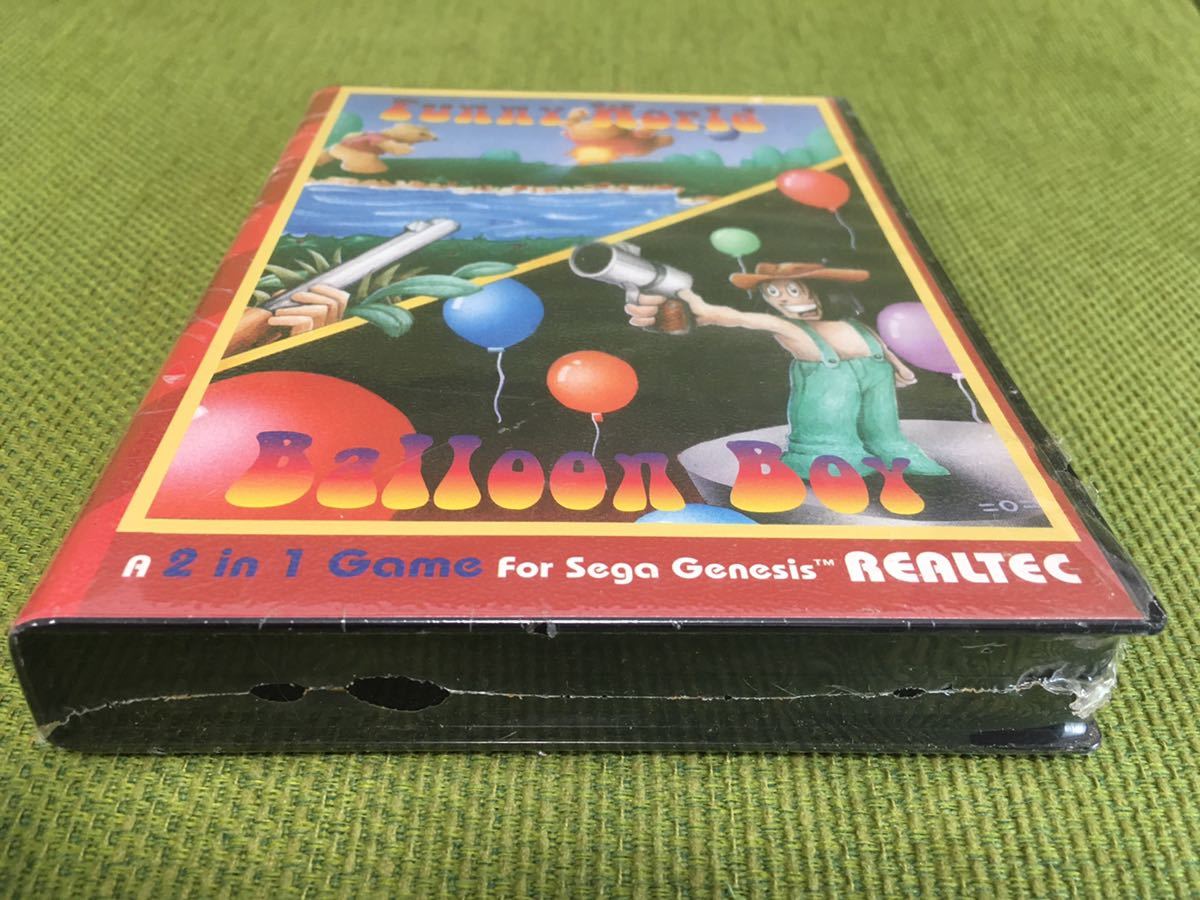 Funny World
Balloon Boy
=O=
A 2 in 1 Game For Sega Genesis™ REALTEC